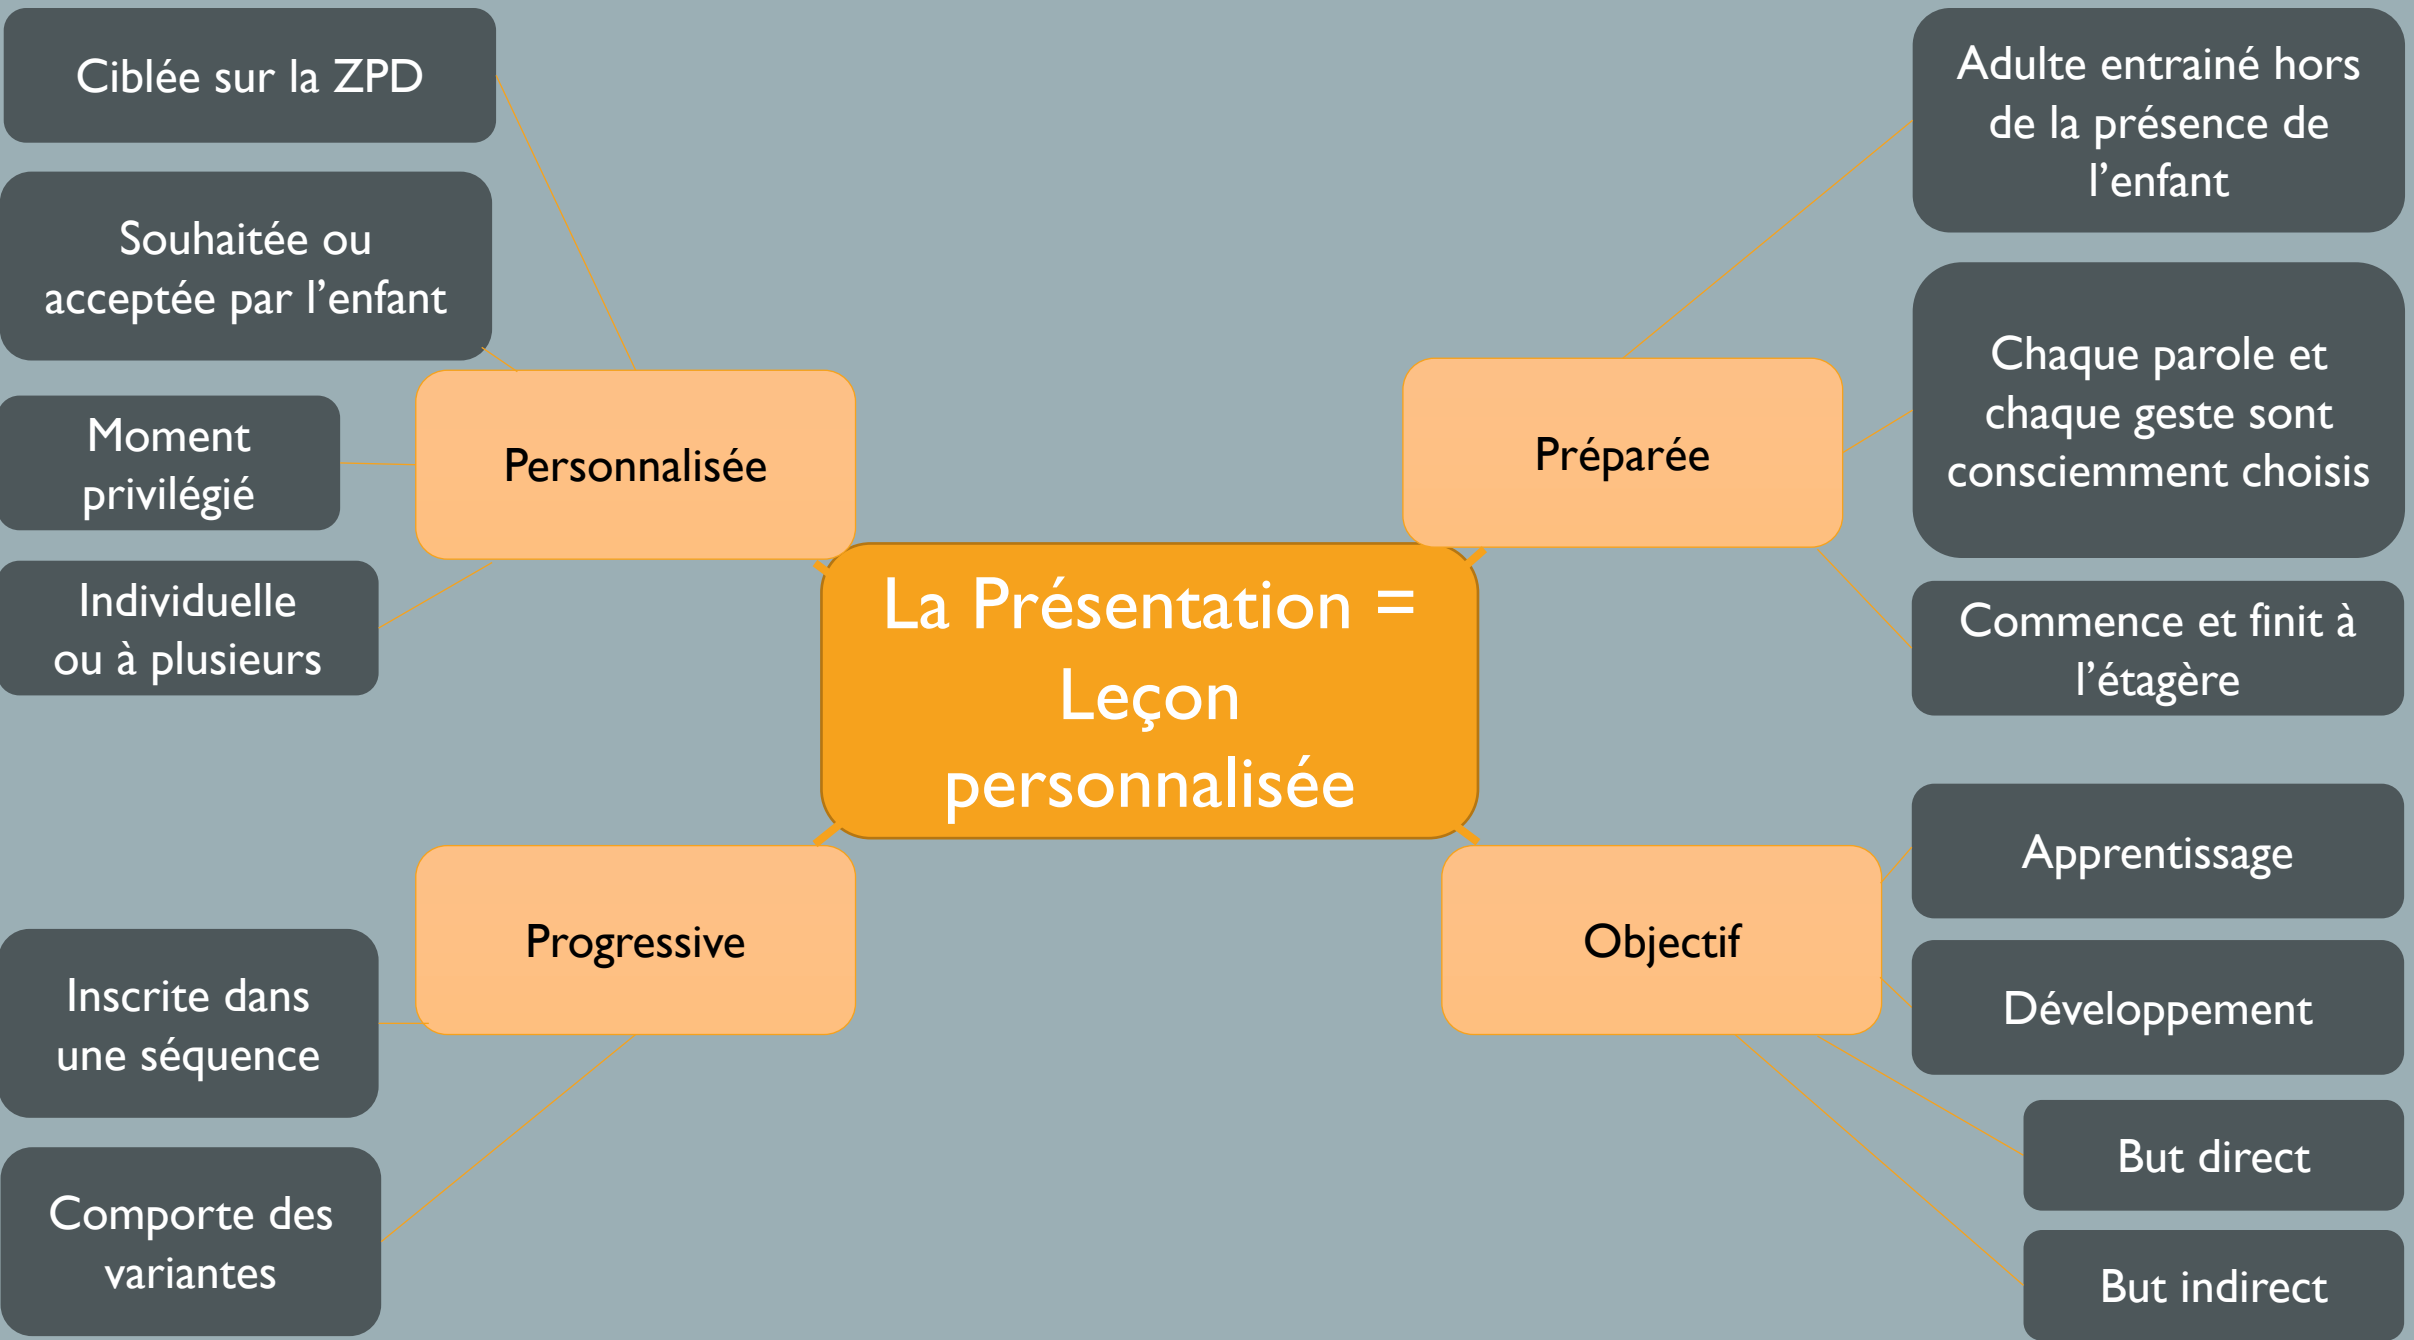 La Présentation =
Leçon
personnalisée
Personnalisée
Ciblée sur la ZPD
Souhaitée ou
acceptée par l’enfant
Moment
privilégié
Individuelle
ou à plusieurs
Préparée
Adulte entrainé hors
de la présence de
l’enfant
Chaque parole et
chaque geste sont
consciemment choisis
Commence et finit à
l’étagère
Progressive
Inscrite dans
une séquence
Comporte des
variantes
Objectif
Apprentissage
Développement
But direct
But indirect